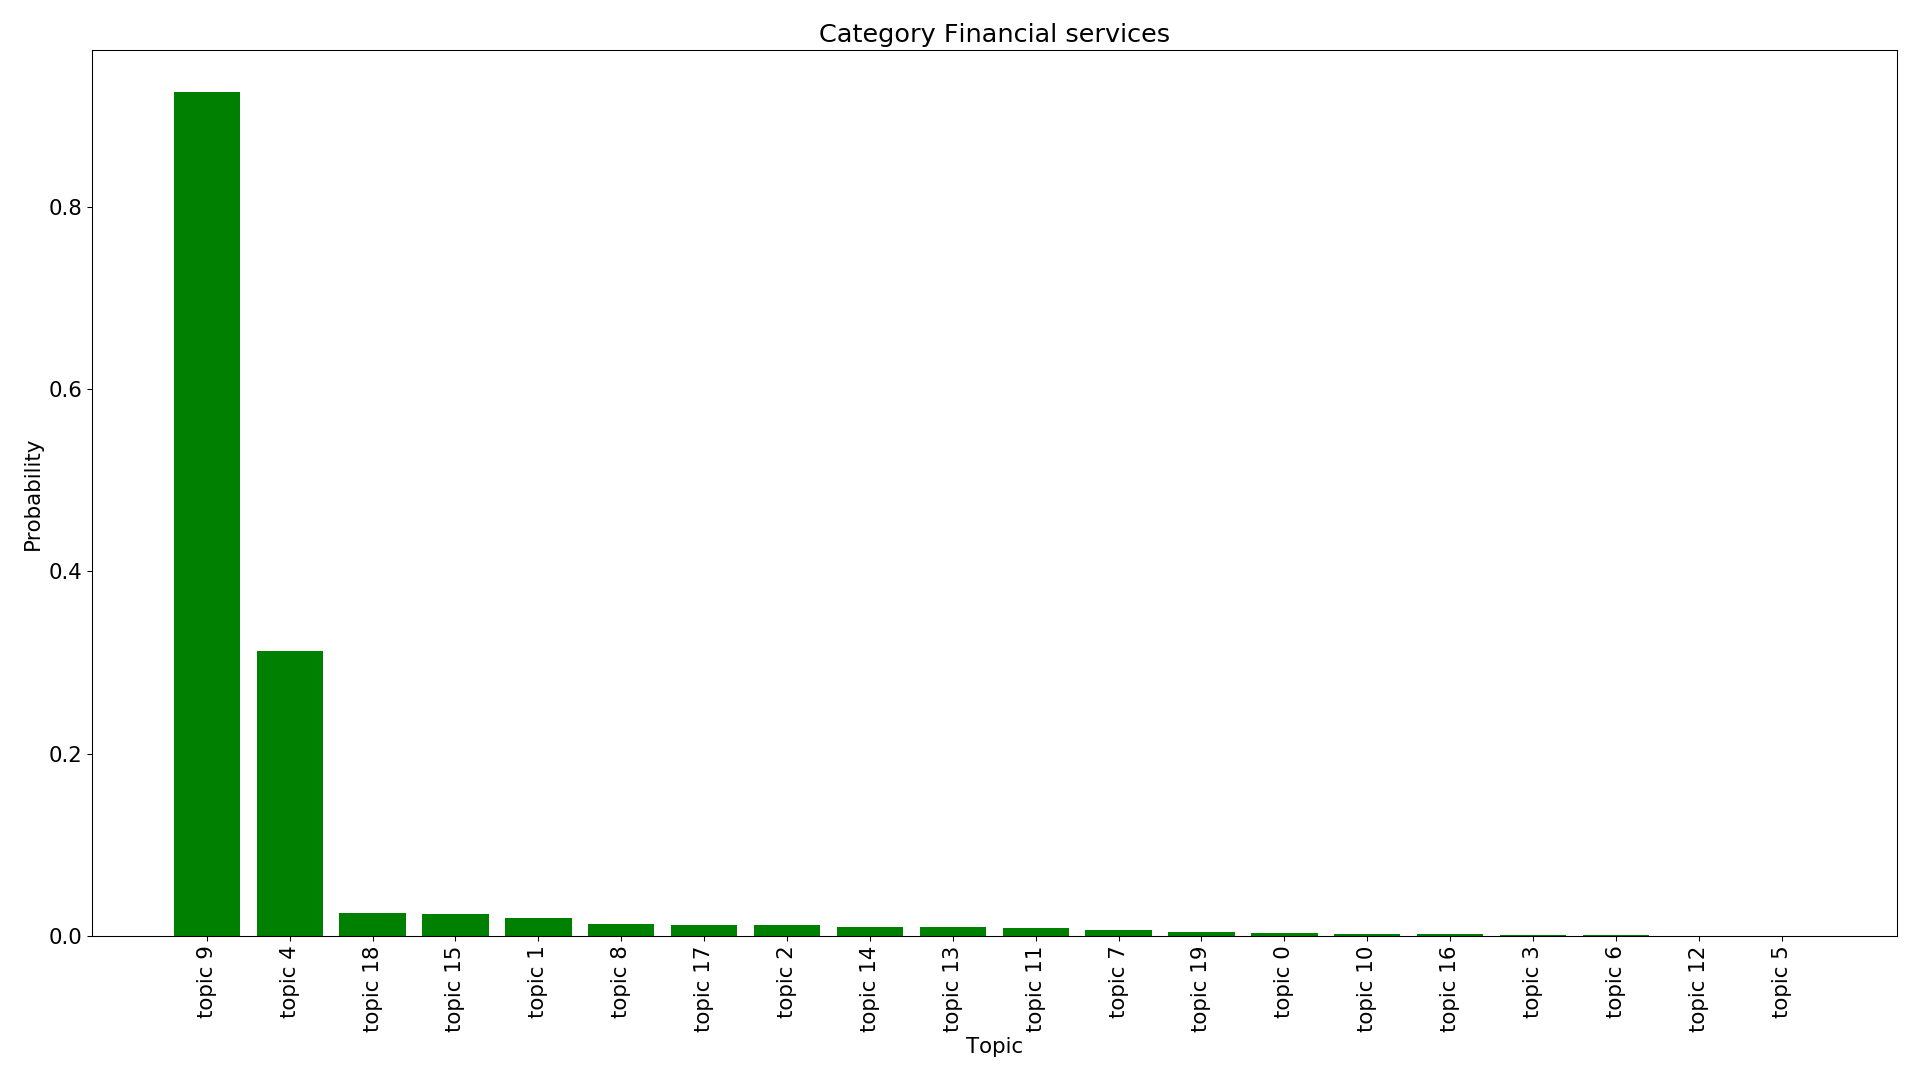 Category Financial services
Probability
0.8
0.6
0.4
0.2
0.0
topic 9
topic 4
topic 18
topic 15
topic 1
topic 8
topic 17
topic 2
topic 14
topic 13
topic 11
topic 7
topic 19
topic 0
topic 10
topic 16
topic 3
topic 6
topic 12
topic 5
Topic